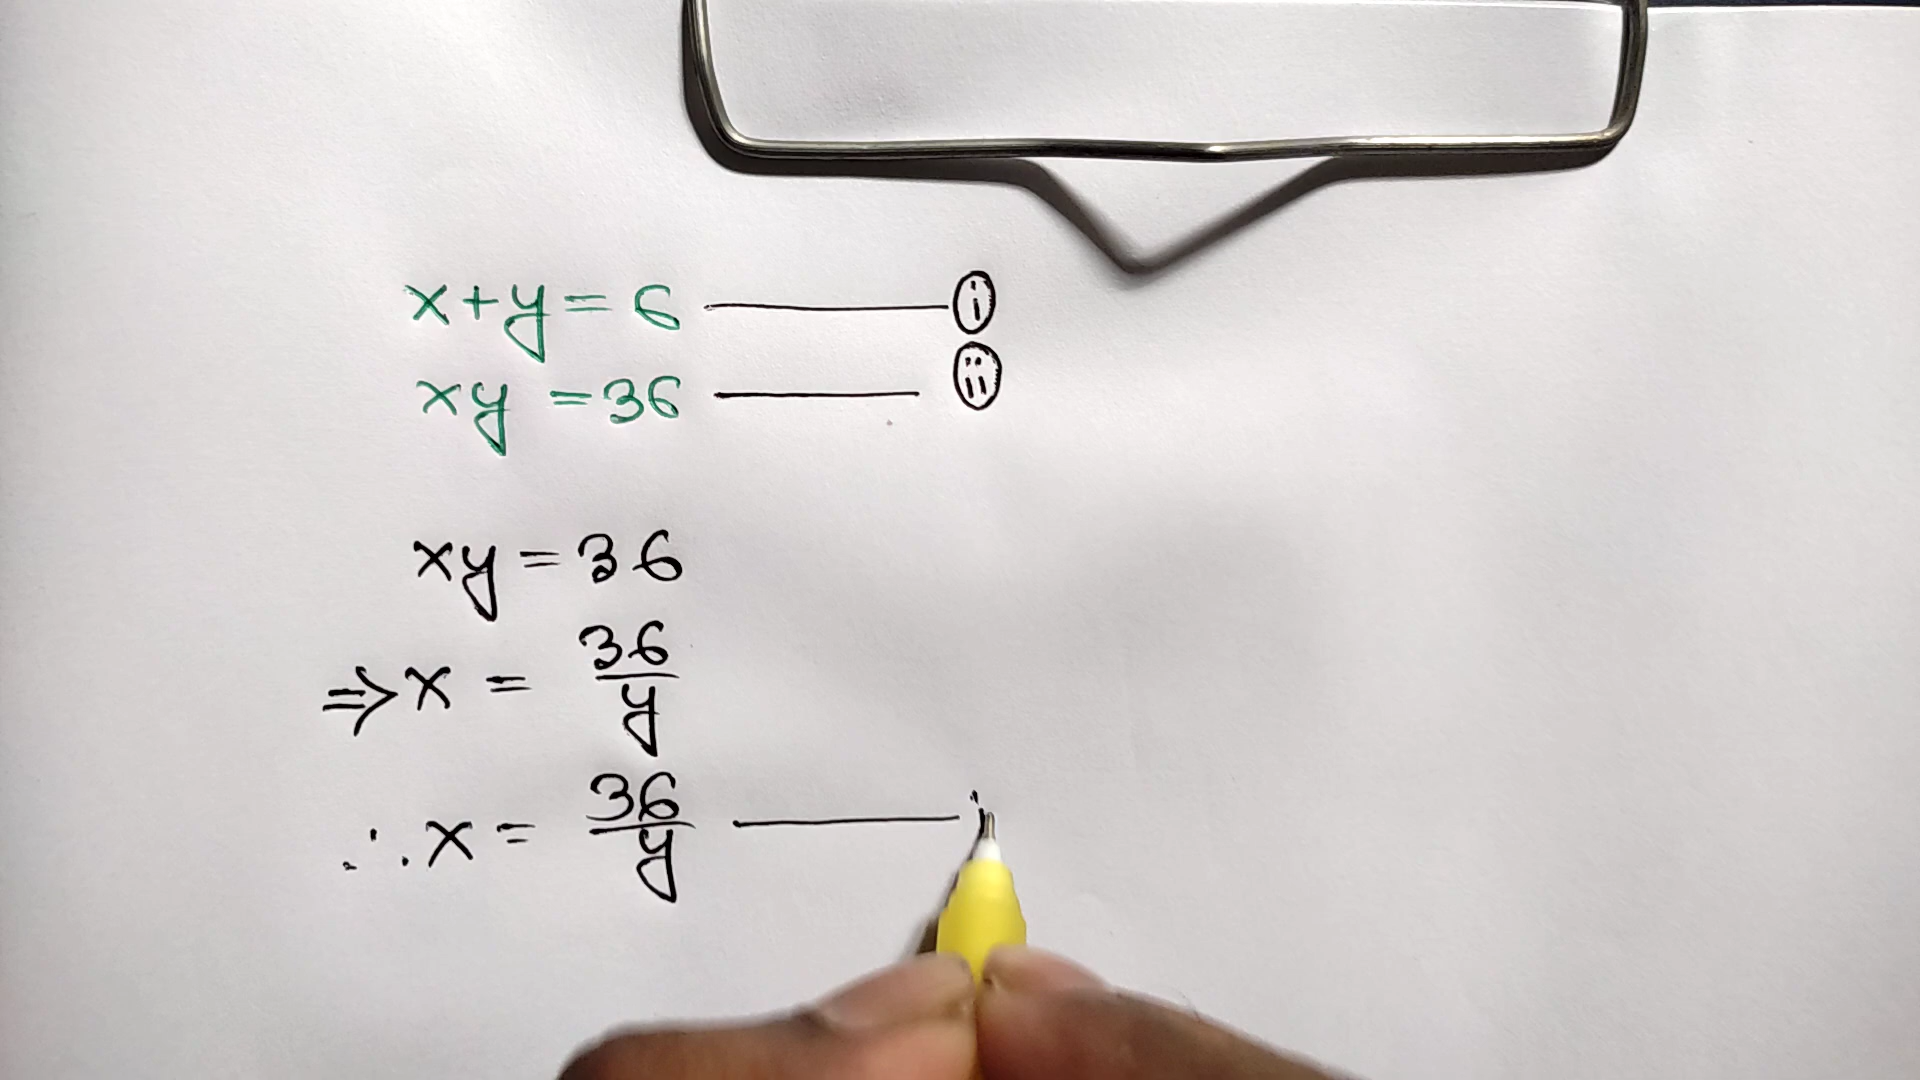 x+y=6 ——— (i)
xy =36 ——— (ii)
xy=36
⇒x = 36/y
∴x = 36/y ———